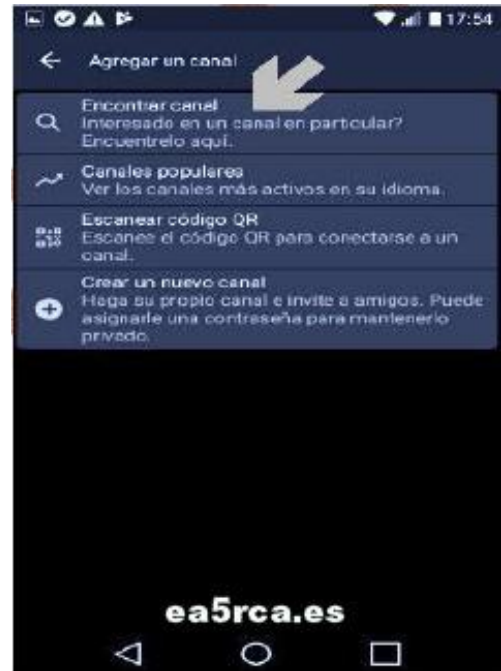 17:54
Agregar un canal
Encontrar canal
Interesado en un canal en particular?
Encuentrelo aquí.
Canales populares
Ver los canales más activos en su idioma.
Escanear código QR
Escanee el código QR para conectarse a un
canal.
Crear un nuevo canal
Haga su propio canal e invite a amigos. Puede
asignarle una contraseña para mantenerlo
privado.
ea5rca.es